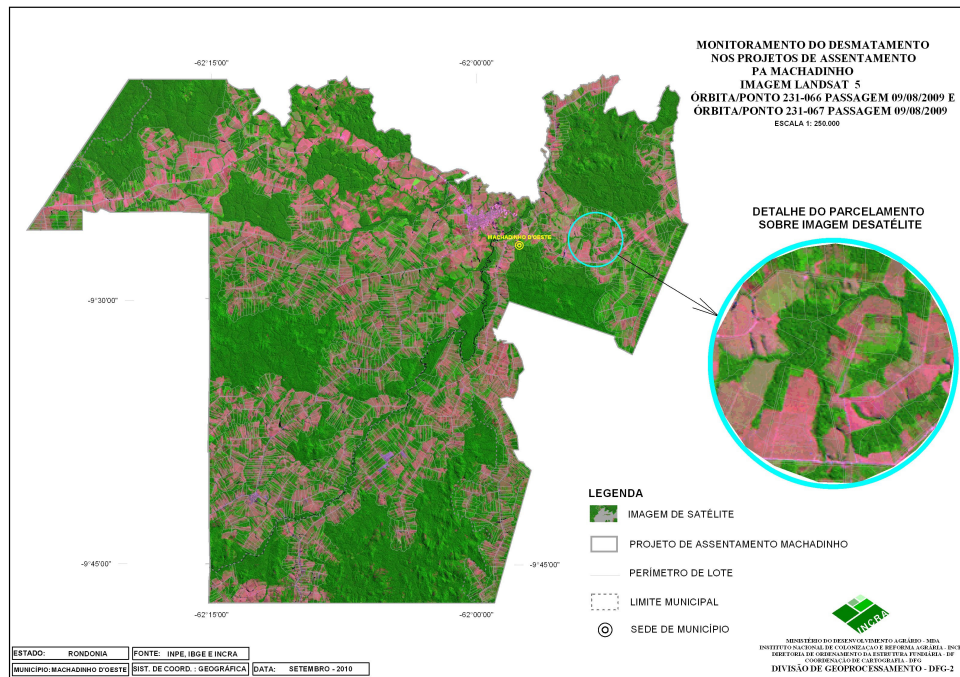 MONITORAMENTO DO DESMATAMENTO
NOS PROJETOS DE ASSENTAMENTO
PA MACHADINHO
IMAGEM LANDSAT 5
ÓRBITA/PONTO 231-066 PASSAGEM 09/08/2009 E
ÓRBITA/PONTO 231-067 PASSAGEM 09/08/2009
ESCALA 1: 250.000
-62°15'00"
-62°00'00"
DETALHE DO PARCELAMENTO
SOBRE IMAGEM DESATÉLITE
MACHADINHO D'OESTE
-9°30'00"
-9°45'00"
-9°45'00"
-62°15'00"
-62°00'00"
LEGENDA
IMAGEM DE SATÉLITE
PROJETO DE ASSENTAMENTO MACHADINHO
PERÍMETRO DE LOTE
LIMITE MUNICIPAL
SEDE DE MUNICÍPIO
INCRA
MINISTÉRIO DO DESENVOLVIMENTO AGRÁRIO - MDA
INSTITUTO NACIONAL DE COLONIZAÇÃO E REFORMA AGRÁRIA - INCR
DIRETORIA DE ORDENAMENTO DA ESTRUTURA FUNDIÁRIA - DF
COORDENAÇÃO DE CARTOGRAFIA - DFG
DIVISÃO DE GEOPROCESSAMENTO - DFG-2
ESTADO: RONDONIA FONTE: INPE, IBGE E INCRA
MUNICÍPIO: MACHADINHO D'OESTE SIST. DE COORD. : GEOGRÁFICA DATA: SETEMBRO - 2010